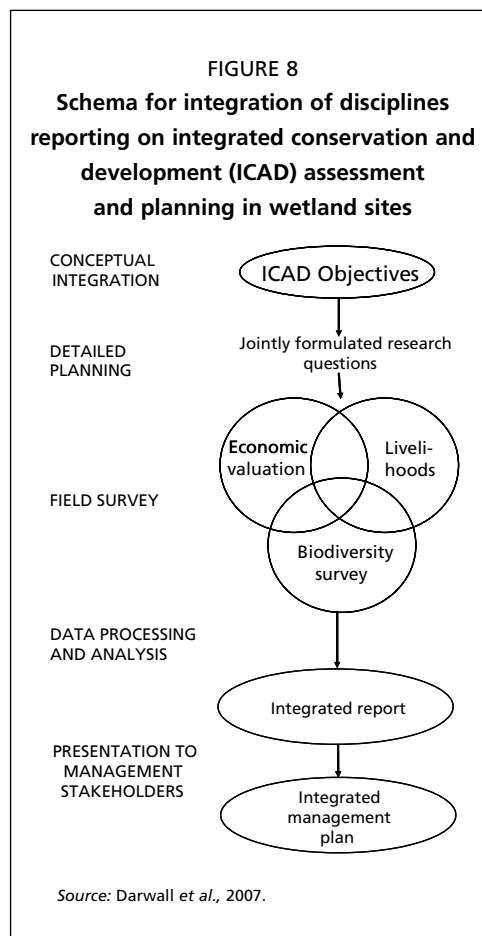 FIGURE 8
Schema for integration of disciplines
reporting on integrated conservation and
development (ICAD) assessment
and planning in wetland sites
CONCEPTUAL
INTEGRATION
ICAD Objectives
DETAILED
PLANNING
Jointly formulated research
questions
Economic
valuation
Liveli-
hoods
FIELD SURVEY
Biodiversity
survey
DATA PROCESSING
AND ANALYSIS
Integrated report
PRESENTATION TO
MANAGEMENT
STAKEHOLDERS
Integrated
management
plan
Source: Darwall et al., 2007.